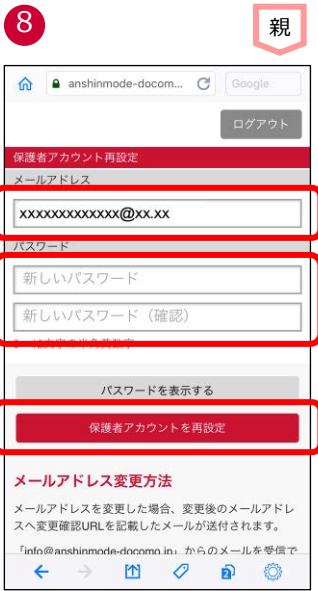 8
親
anshinmode-docom...
Google
ログアウト
保護者アカウント再設定
メールアドレス
xxxxxxxxxxxxx@xx.xx
パスワード
新しいパスワード
新しいパスワード（確認）
パスワードを表示する
保護者アカウントを再設定
メールアドレス変更方法
メールアドレスを変更した場合、変更後のメールアドレ
スへ変更確認URLを記載したメールが送付されます。
「info@anshinmode-docomo.jp」からのメールを受信で
2